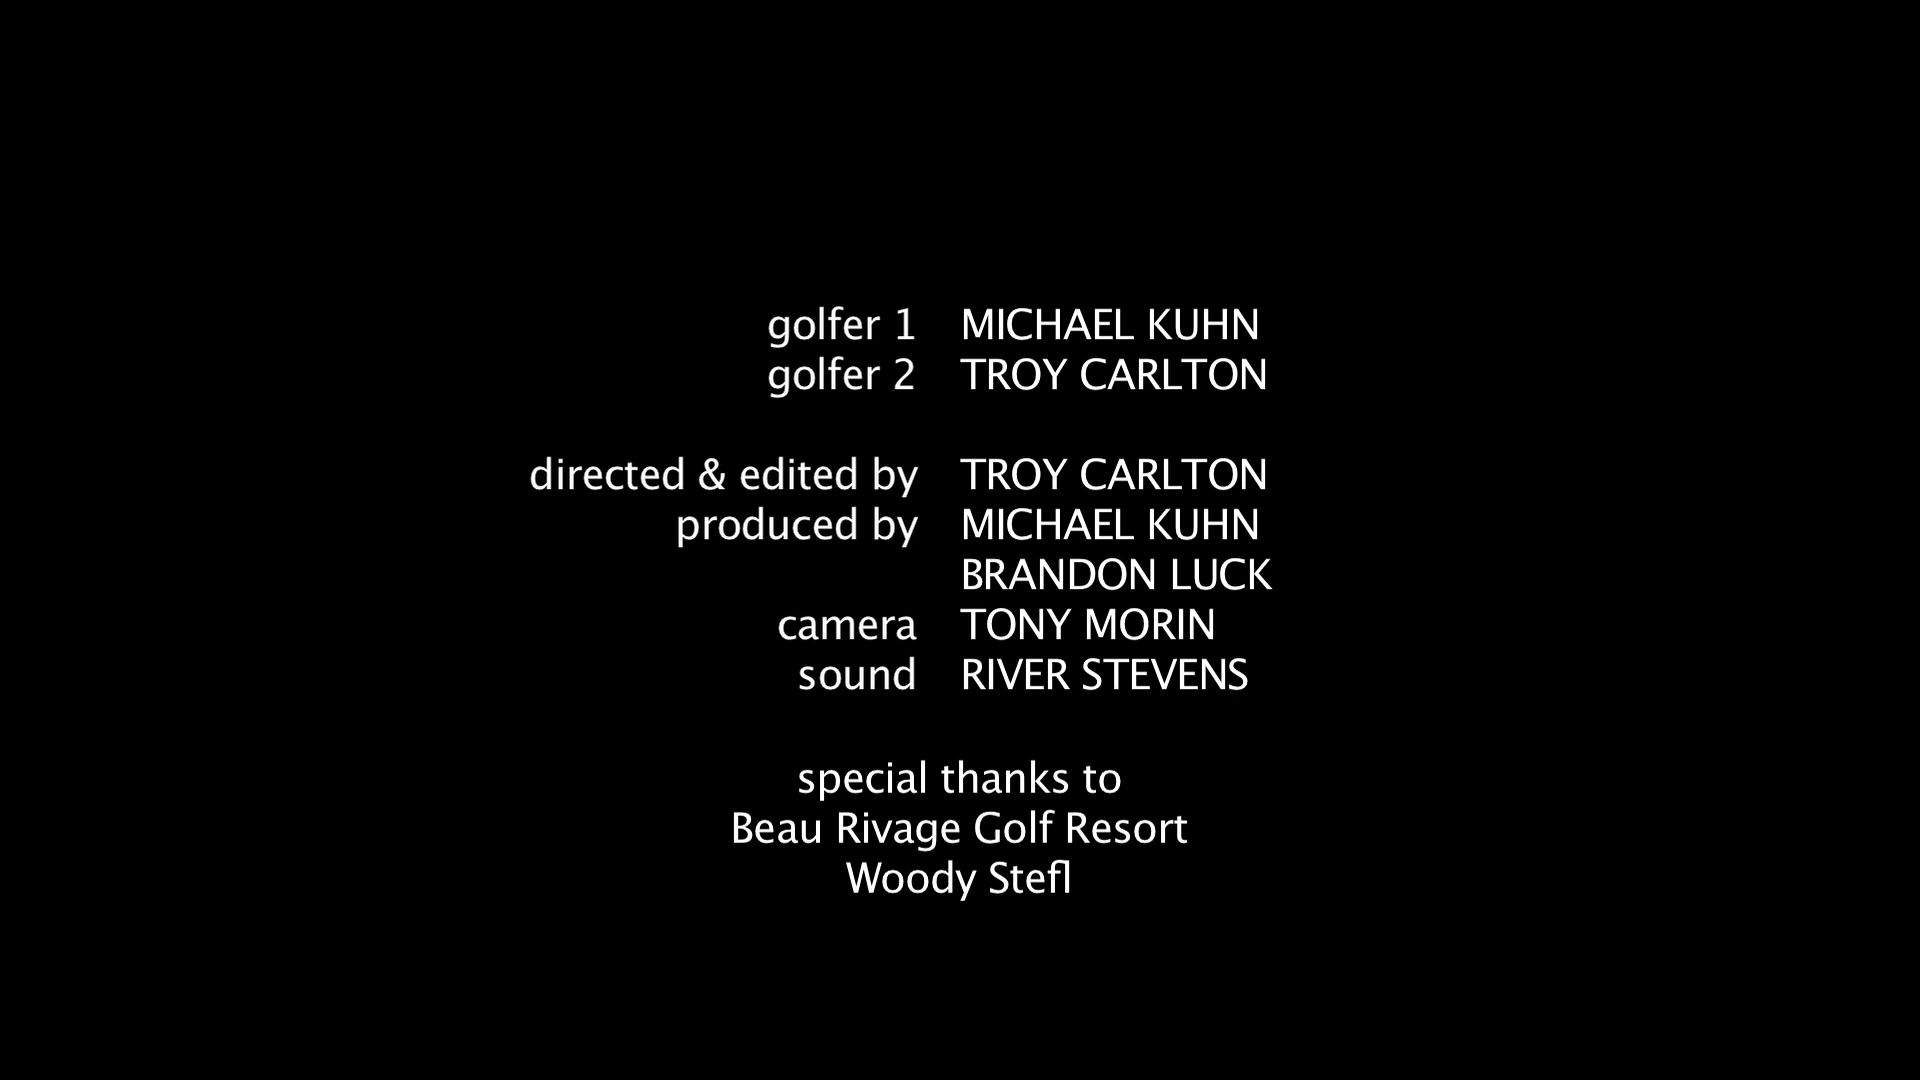 golfer 1 MICHAEL KUHN
golfer 2 TROY CARLTON
directed & edited by TROY CARLTON
produced by MICHAEL KUHN
BRANDON LUCK
camera TONY MORIN
sound RIVER STEVENS
special thanks to
Beau Rivage Golf Resort
Woody Stefl